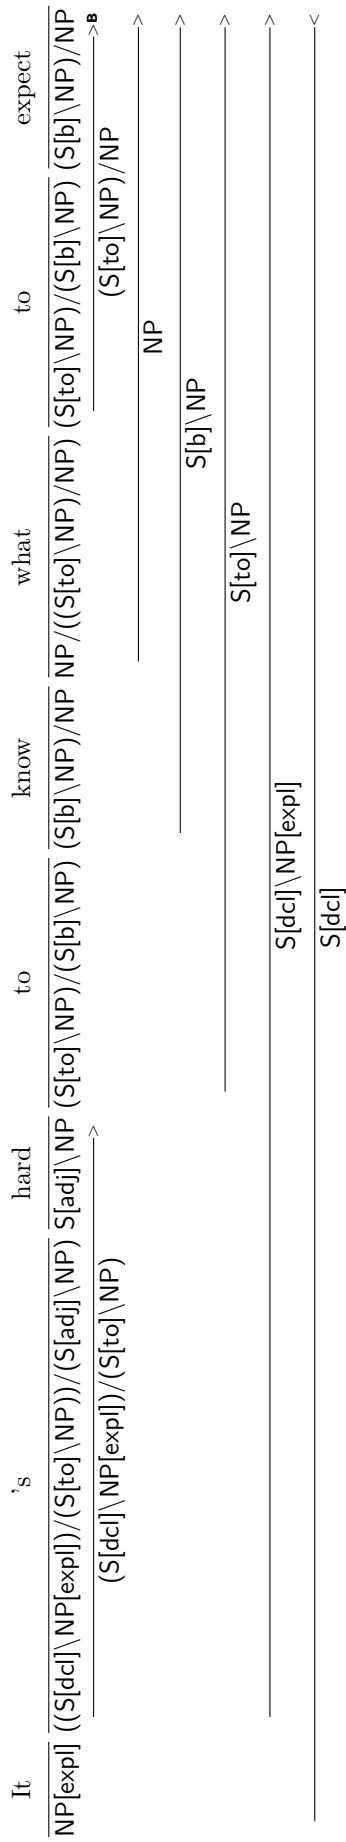 It 's hard to know what to expect
NP[expl] ((S[dcl]\NP[expl])/(S[to]\NP))/(S[adj]\NP) S[adj]\NP (S[to]\NP)/(S[b]\NP) (S[b]\NP)/NP NP/((S[to]\NP)/NP) (S[to]\NP)/(S[b]\NP) (S[b]\NP)/NP
> >B
(S[dcl]\NP[expl])/(S[to]\NP) (S[to]\NP)/NP
>
NP
>
S[b]\NP
>
S[to]\NP
>
S[dcl]\NP[expl]
<
S[dcl]